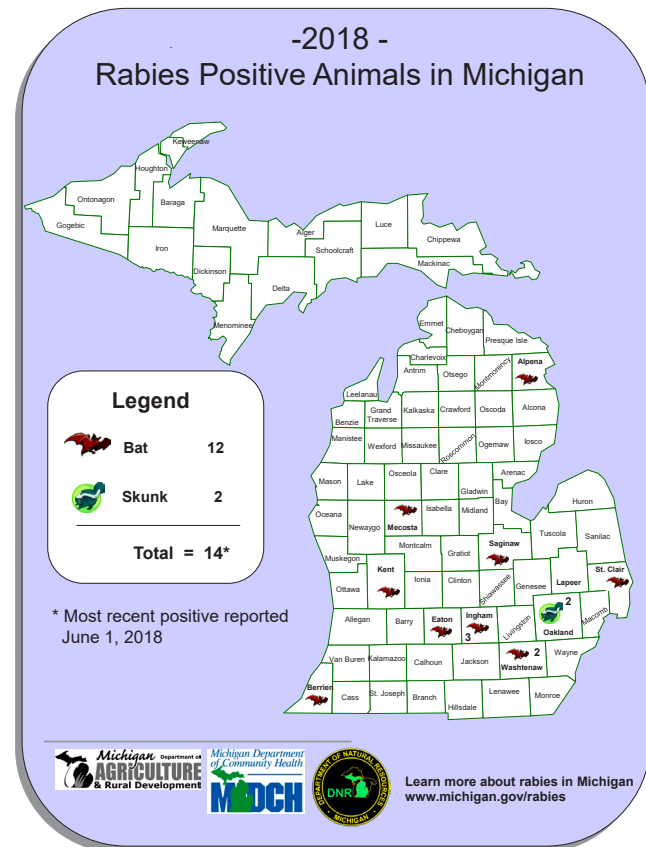 -2018 -
Rabies Positive Animals in Michigan
Keweenaw
Houghton
Ontonagon
Baraga
Gogebic
Marquette
Iron
Alger
Luce
Schoolcraft
Chippewa
Mackinac
Dickinson
Delta
Menominee
Emmet
Cheboygan
Presque Isle
Charlevoix
Antrim
Otsego
Montmorency
Alpena
Leelanau
Benzie
Grand
Traverse
Kalkaska
Crawford
Oscoda
Alcona
Manistee
Wexford
Missaukee
Roscommon
Ogemaw
Iosco
Mason
Lake
Osceola
Clare
Gladwin
Arenac
Oceana
Newaygo
Mecosta
Isabella
Midland
Bay
Huron
Tuscola
Sanilac
Muskegon
Montcalm
Gratiot
Saginaw
Ottawa
Kent
Ionia
Clinton
Shiawassee
Genesee
Lapeer
St. Clair
Allegan
Barry
Eaton
Ingham
3
Livingston
2
Oakland
Macomb
Van Buren
Kalamazoo
Calhoun
Jackson
2
Washtenaw
Wayne
Berrien
Cass
St. Joseph
Branch
Hillsdale
Lenawee
Monroe
Legend
Bat 12
Skunk 2
Total = 14*
* Most recent positive reported
June 1, 2018
Michigan Department of
AGRICULTURE
& Rural Development
Michigan Department
of Community Health
MDCH
DEPARTMENT OF NATURAL RESOURCES
DNR
MICHIGAN
Learn more about rabies in Michigan
www.michigan.gov/rabies